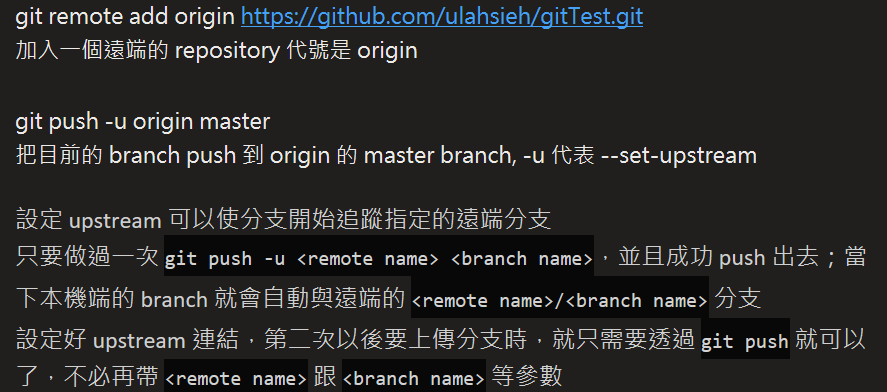 git remote add origin https://github.com/ulahsieh/gitTest.git
加入一個遠端的 repository 代號是 origin
git push -u origin master
把目前的 branch push 到 origin 的 master branch, -u 代表 --set-upstream
設定 upstream 可以使分支開始追蹤指定的遠端分支
只要做過一次 git push -u <remote name> <branch name>，並且成功 push 出去；當
下本機端的 branch 就會自動與遠端的 <remote name>/<branch name> 分支
設定好 upstream 連結，第二次以後要上傳分支時，就只需要透過 git push 就可以
了，不必再帶 <remote name> 跟 <branch name> 等參數